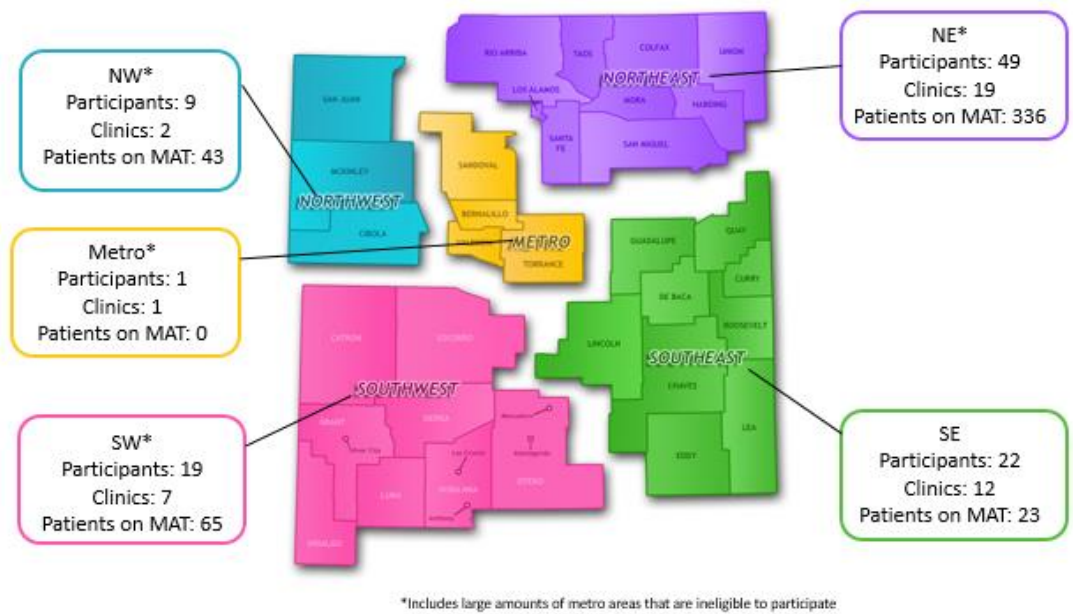 NW*
Participants: 9
Clinics: 2
Patients on MAT: 43
Metro*
Participants: 1
Clinics: 1
Patients on MAT: 0
SW*
Participants: 19
Clinics: 7
Patients on MAT: 65
NE*
Participants: 49
Clinics: 19
Patients on MAT: 336
SE
Participants: 22
Clinics: 12
Patients on MAT: 23
RIO ARRIBA
TAOS
COLFAX
UNION
NORTHEAST
LOS ALAMOS
MORA
HARDING
SANTA
FE
SAN MIGUEL
SAN JUAN
MCKINLEY
NORTHWEST
CIBOLA
SANDOVAL
BERNALILLO
METRO
TORRANCE
GUADALUPE
QUAY
CURRY
DE BACA
ROOSEVELT
LINCOLN
SOUTHEAST
CHAVES
LEA
EDDY
CATRON
SOCORRO
SOUTHWEST
SIERRA
GRANT
Silver City
Las Cruces
LUNA
OTERO
HIDALGO
*Includes large amounts of metro areas that are ineligible to participate